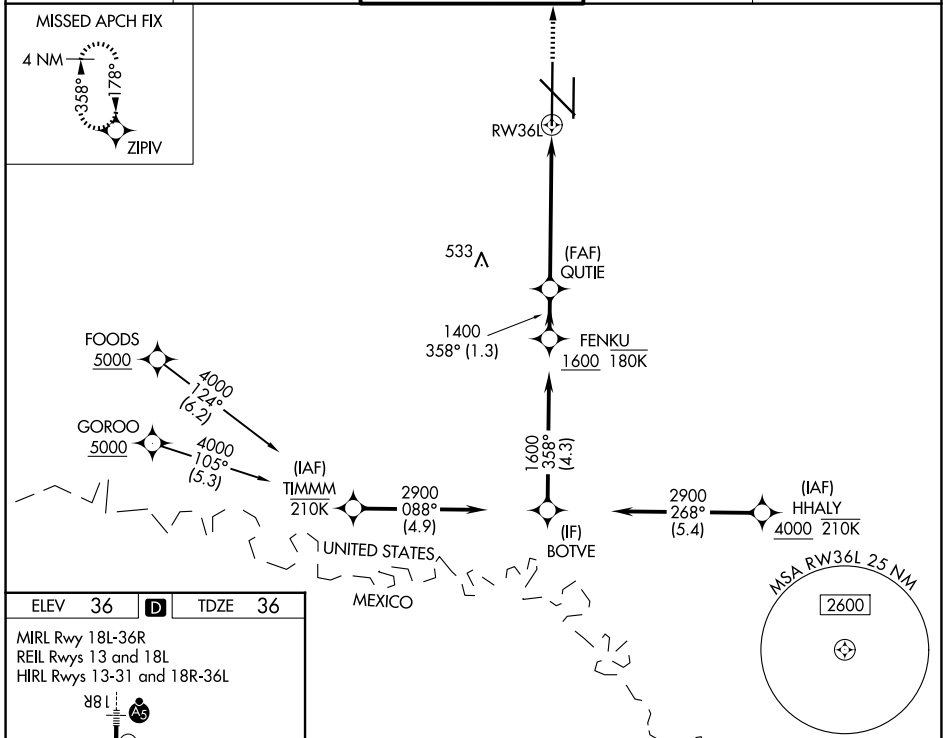 MISSED APCH FIX
4 NM
358°
178°
ZIPIV
RW36L
533
(FAF)
QUTIE
1400
358° (1.3)
FENKU
1600 180K
FOODS
5000
4000
124°
(6.2)
GOROO
5000
4000
105°
(5.3)
(IAF)
TIMMM
210K
2900
088°
(4.9)
1600
358°
(4.3)
(IF)
BOTVE
2900
268°
(5.4)
(IAF)
HHALY
4000 210K
UNITED STATES
MEXICO
MSA RW36L 25 NM
2600
ELEV 36 D TDZE 36
MIRL Rwy 18L-36R
REIL Rwys 13 and 18L
HIRL Rwys 13-31 and 18R-36L
18R
A5